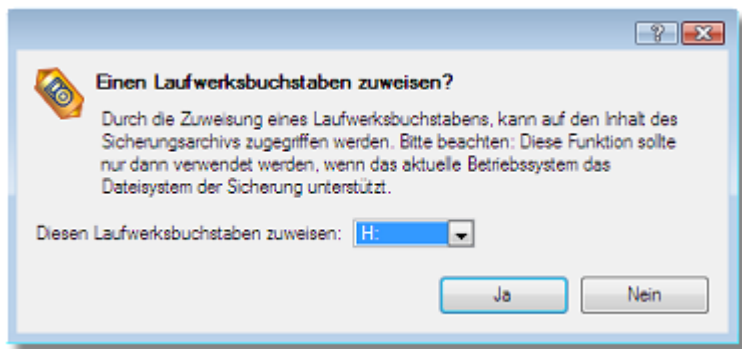 Einen Laufwerksbuchstaben zuweisen?
Durch die Zuweisung eines Laufwerksbuchstabens, kann auf den Inhalt des
Sicherungsarchivs zugegriffen werden. Bitte beachten: Diese Funktion sollte
nur dann verwendet werden, wenn das aktuelle Betriebssystem das
Dateisystem der Sicherung unterstützt.
Diesen Laufwerksbuchstaben zuweisen: H:
Ja Nein